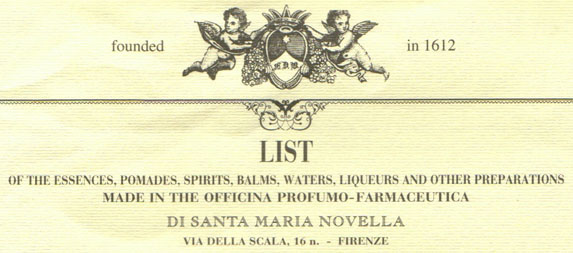 founded in 1612
LIST
OF THE ESSENCES, POMADES, SPIRITS, BALMS, WATERS, LIQUEURS AND OTHER PREPARATIONS
MADE IN THE OFFICINA PROFUMO-FARMACEUTICA
DI SANTA MARIA NOVELLA
VIA DELLA SCALA, 16 n. - FIRENZE